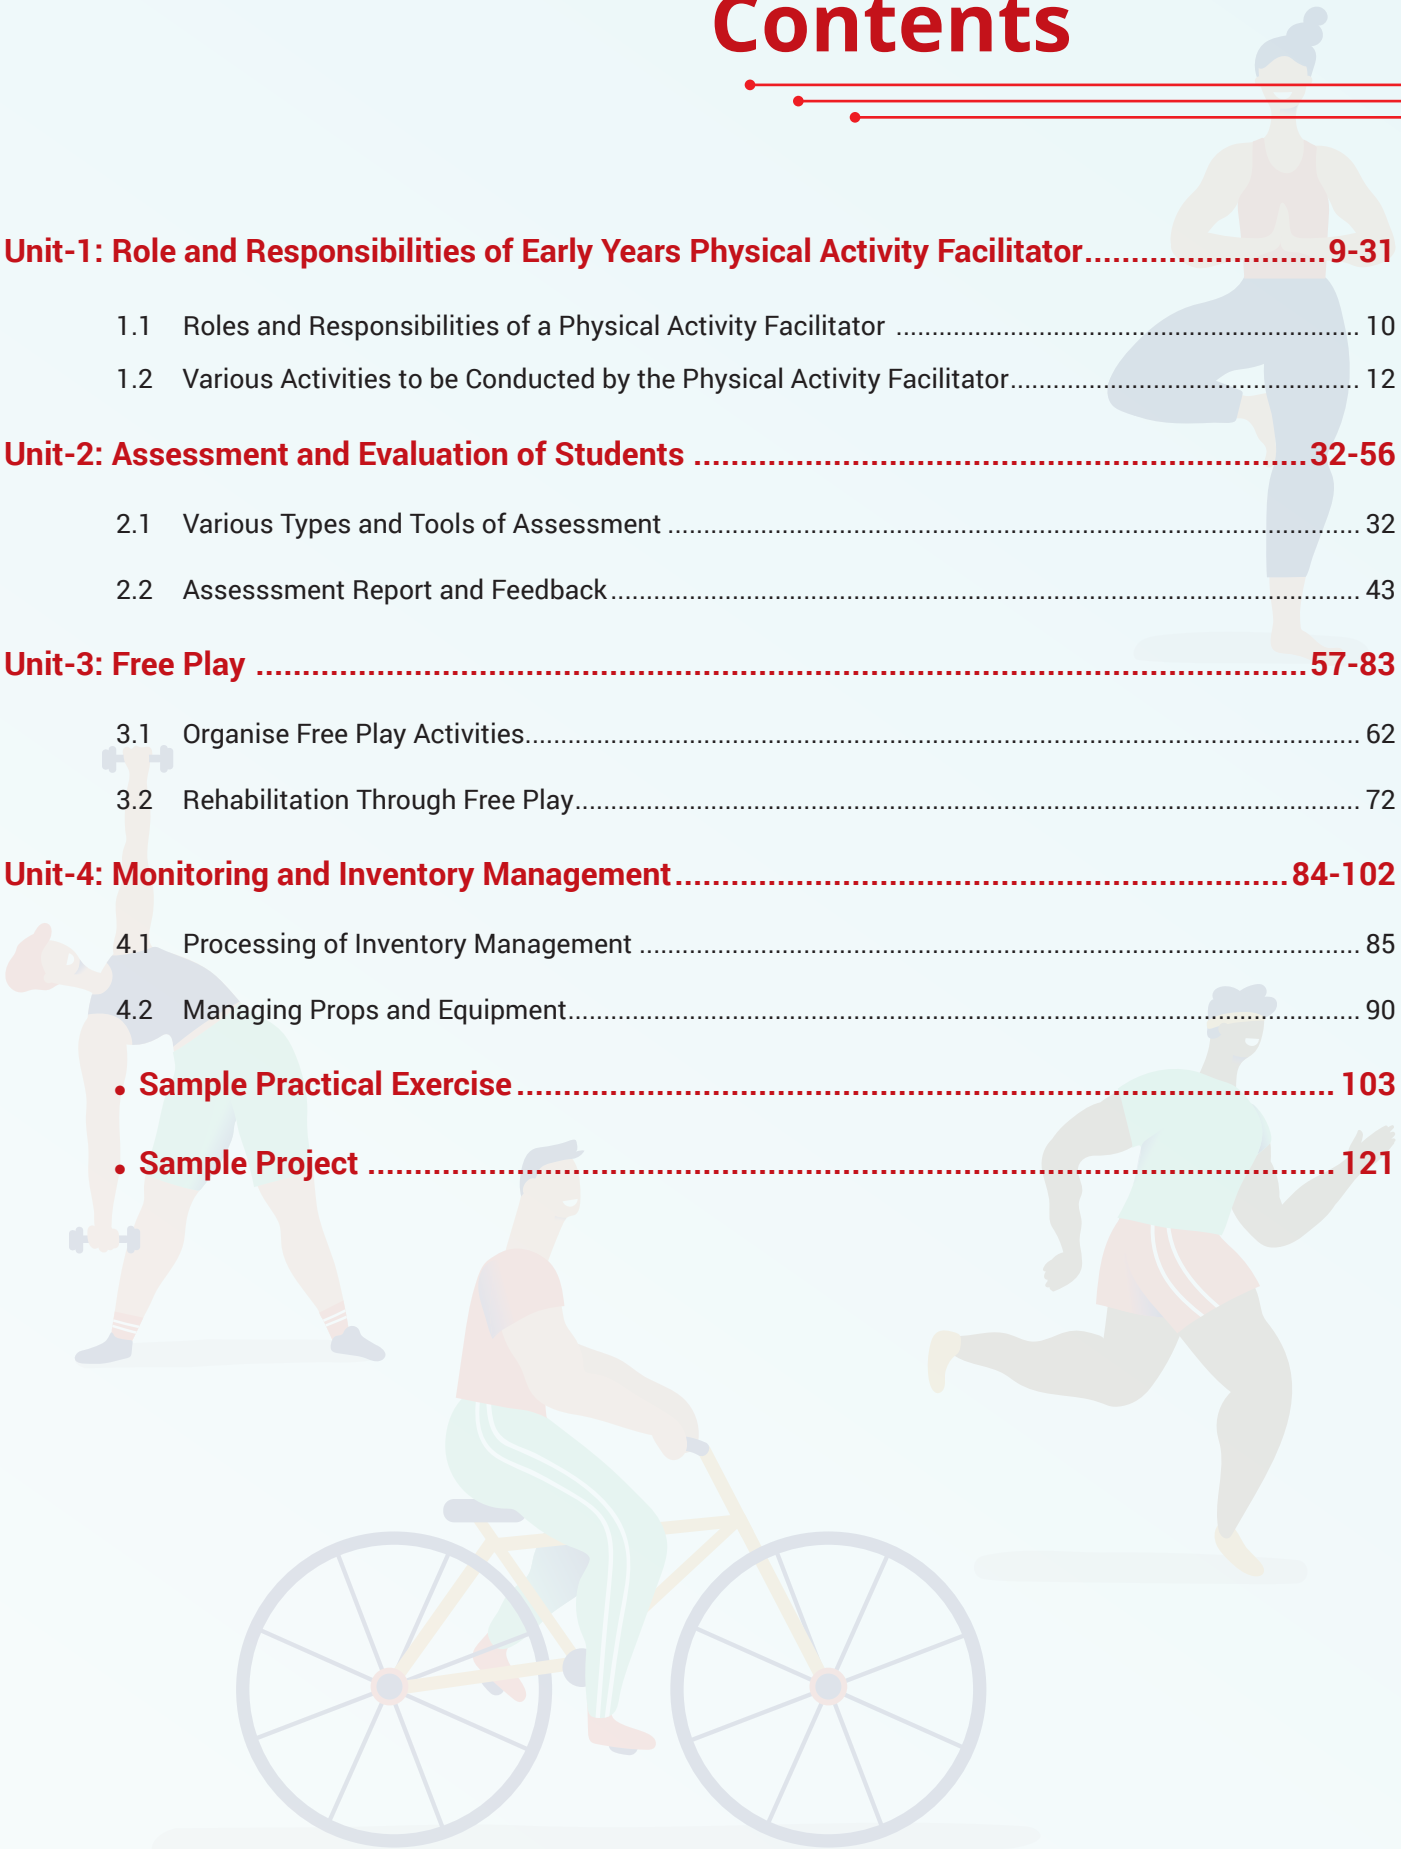 Contents
Unit-1: Role and Responsibilities of Early Years Physical Activity Facilitator..........................9-31
1.1 Roles and Responsibilities of a Physical Activity Facilitator ................................................................. 10
1.2 Various Activities to be Conducted by the Physical Activity Facilitator................................................. 12
Unit-2: Assessment and Evaluation of Students ..................................................................32-56
2.1 Various Types and Tools of Assessment ................................................................................................. 32
2.2 Assesssment Report and Feedback......................................................................................................... 43
Unit-3: Free Play .................................................................................................................57-83
3.1 Organise Free Play Activities..................................................................................................................... 62
3.2 Rehabilitation Through Free Play.............................................................................................................. 72
Unit-4: Monitoring and Inventory Management..................................................................84-102
4.1 Processing of Inventory Management ..................................................................................................... 85
4.2 Managing Props and Equipment............................................................................................................... 90
• Sample Practical Exercise........................................................................................ 103
• Sample Project ........................................................................................................121